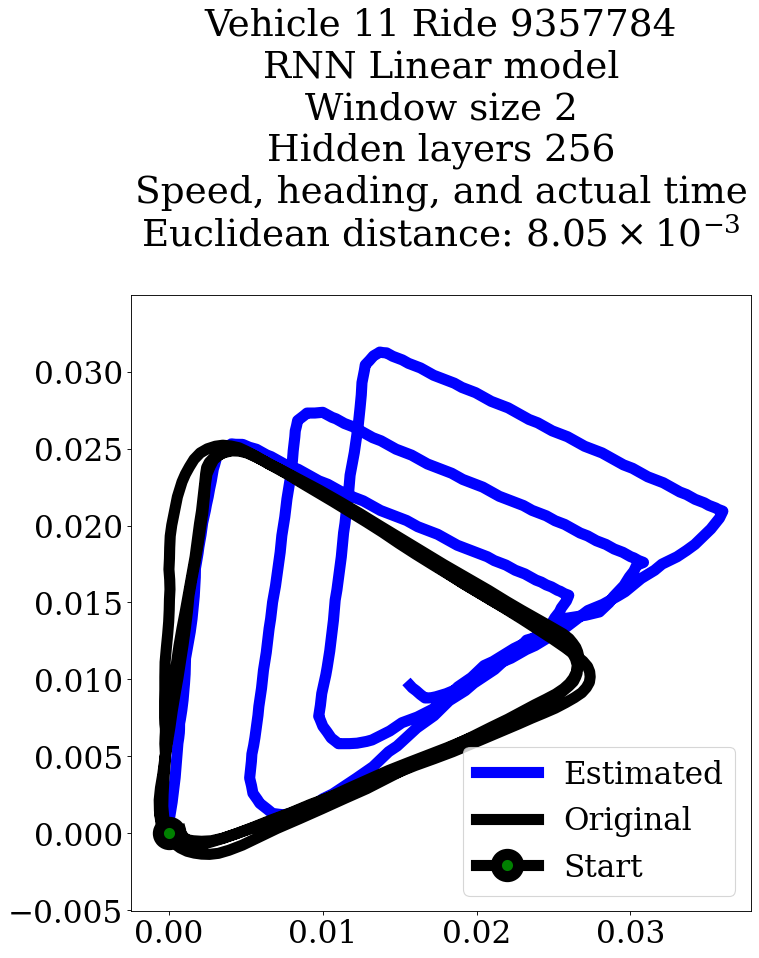 Vehicle 11 Ride 9357784
RNN Linear model
Window size 2
Hidden layers 256
Speed, heading, and actual time
Euclidean distance: 8.05 × 10⁻³
0.030
0.025
0.020
0.015
0.010
0.005
0.000
−0.005
0.00 0.01 0.02 0.03
Estimated
Original
Start